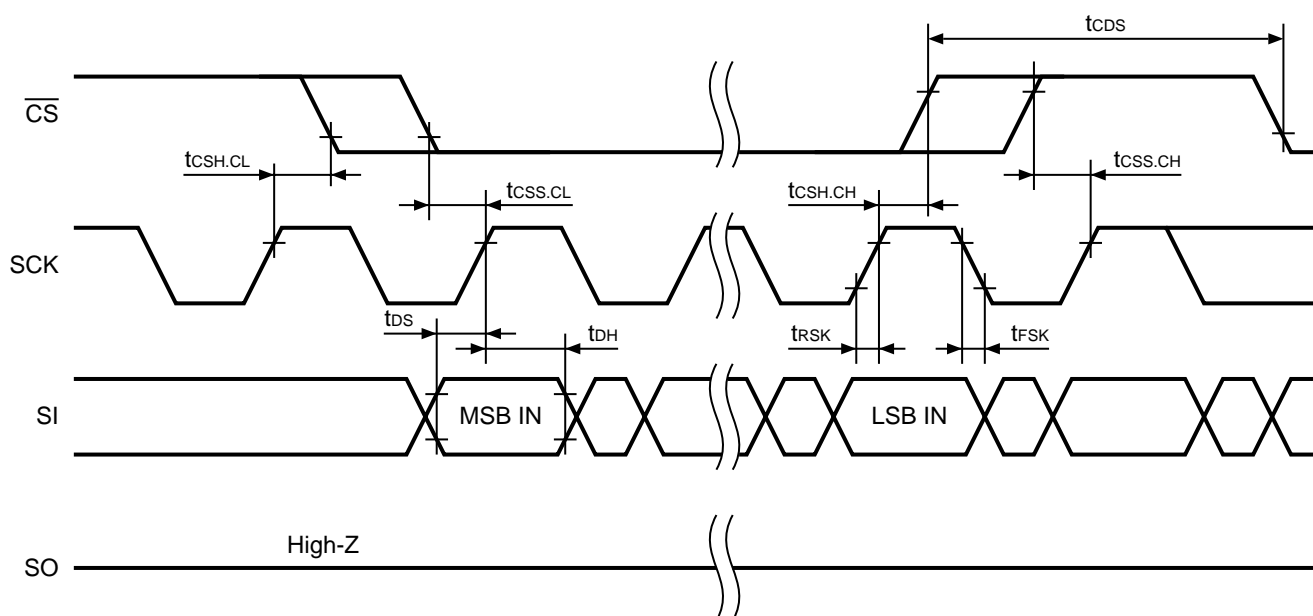 tCDS
CS
tCSH.CL
tCSS.CL
tCSH.CH
tCSS.CH
SCK
tDS
tDH
tRSK
tFSK
SI
MSB IN
LSB IN
High-Z
SO